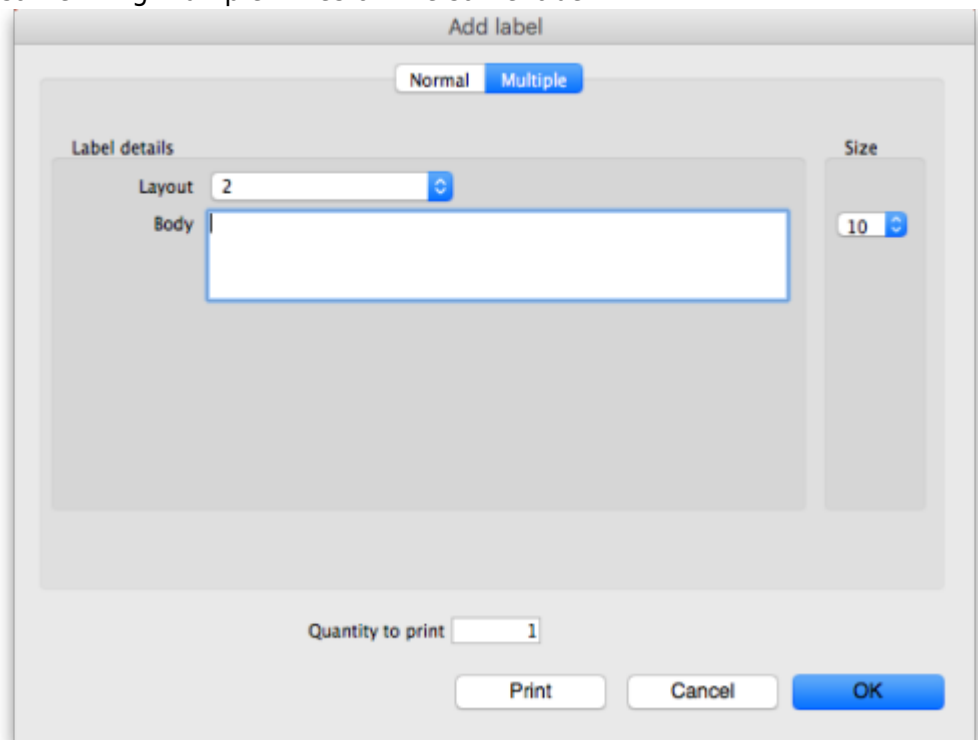 Add label
Normal Multiple
Label details Size
Layout 2
Body 10
Quantity to print 1
Print Cancel OK